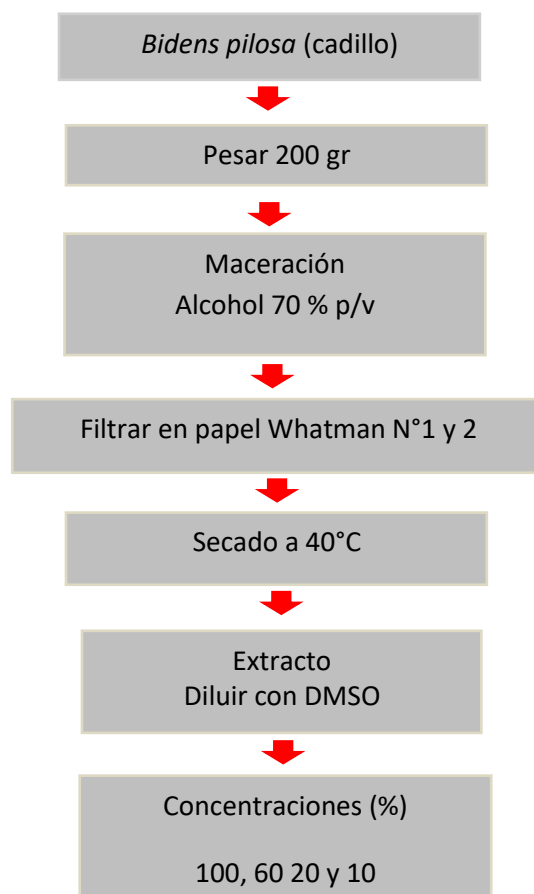 Bidens pilosa (cadillo)
Pesar 200 gr
Maceración
Alcohol 70 % p/v
Filtrar en papel Whatman N°1 y 2
Secado a 40°C
Extracto
Diluir con DMSO
Concentraciones (%)
100, 60 20 y 10